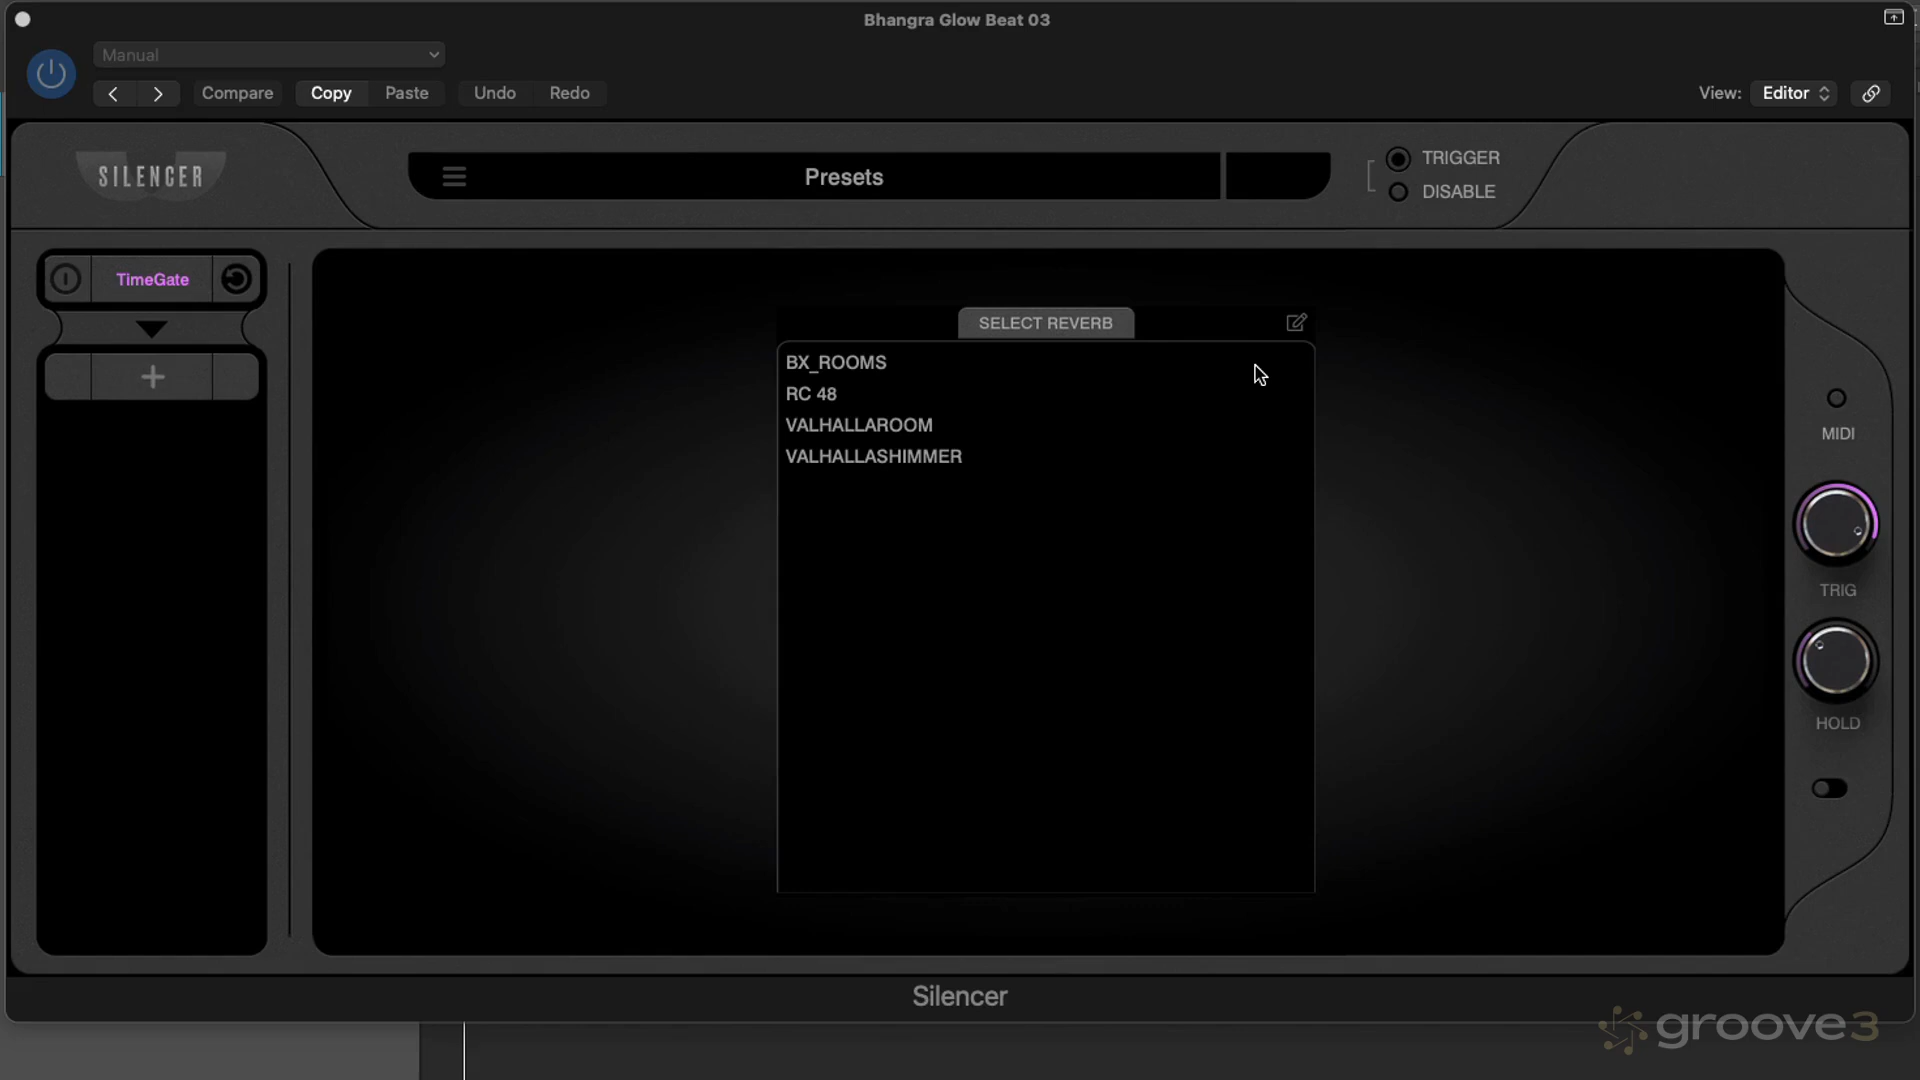 Bhangra Glow Beat 03
Manual
Compare
Copy
Paste
Undo
Redo
View:
Editor
SILENCER
Presets
TRIGGER
DISABLE
TimeGate
SELECT REVERB
BX_ROOMS
RC 48
VALHALLAROOM
VALHALLASHIMMER
MIDI
TRIG
HOLD
Silencer
groove3